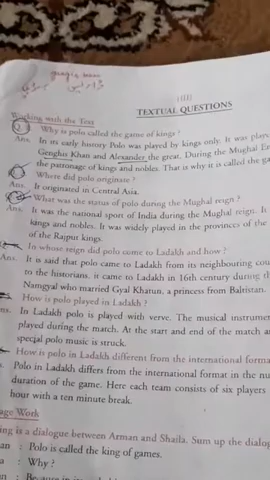 (III)
TEXTUAL QUESTIONS
Working with the Text
Why is polo called the game of kings ?
Ans. In its early history Polo was played by kings only. It was play
Genghis Khan and Alexander the great. During the Mughal E
the patronage of kings and nobles. That is why it is called the ga
Where did polo originate ?
Ans. It originated in Central Asia.
What was the status of polo during the Mughal reign ?
Ans. It was the national sport of India during the Mughal reign. It
kings and nobles. It was widely played in the provinces of the
of the Rajput kings.
In whose reign did polo come to Ladakh and how ?
Ans. It is said that polo came to Ladakh from its neighbouring cou
to the historians, it came to Ladakh in 16th century during th
Namgyal who married Gyal Khatun, a princess from Baltistan.
How is polo played in Ladakh ?
ns. In Ladakh polo is played with verve. The musical instrumen
played during the match. At the start and end of the match a
special polo music is struck.
How is polo in Ladakh different from the international forma
Polo in Ladakh differs from the international format in the nu
duration of the game. Here each team consists of six players
hour with a ten minute break.
age Work
ing is a dialogue between Arman and Shaila. Sum up the dialog
an : Polo is called the king of games.
a : Why ?